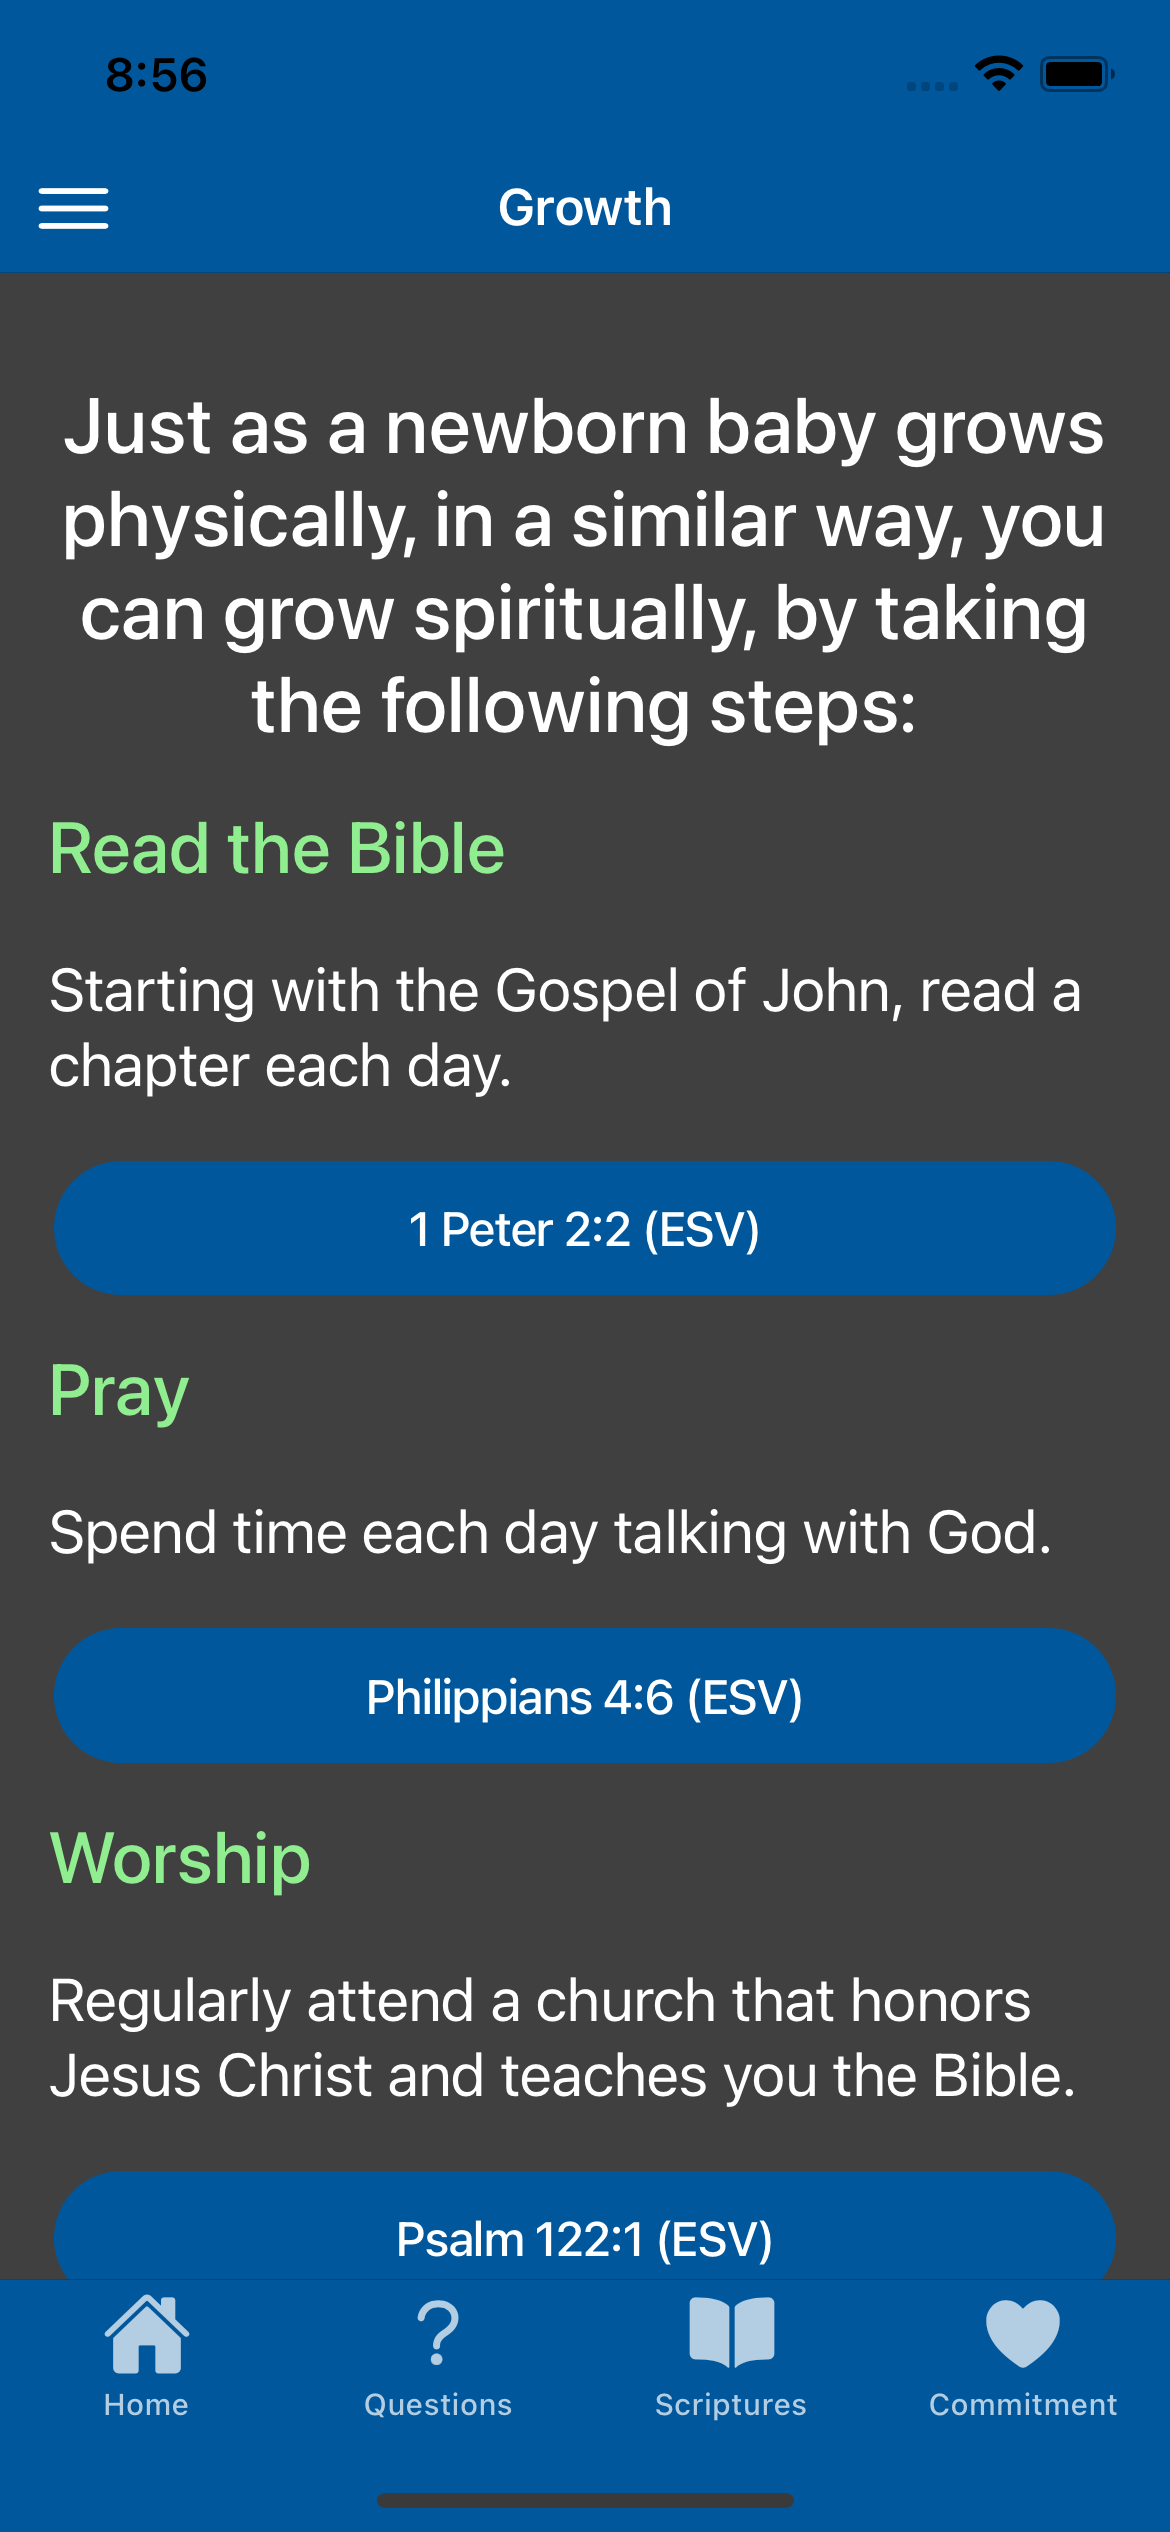 8:56
Growth
Just as a newborn baby grows
physically, in a similar way, you
can grow spiritually, by taking
the following steps:
Read the Bible
Starting with the Gospel of John, read a
chapter each day.
1 Peter 2:2 (ESV)
Pray
Spend time each day talking with God.
Philippians 4:6 (ESV)
Worship
Regularly attend a church that honors
Jesus Christ and teaches you the Bible.
Psalm 122:1 (ESV)
Home
Questions
Scriptures
Commitment